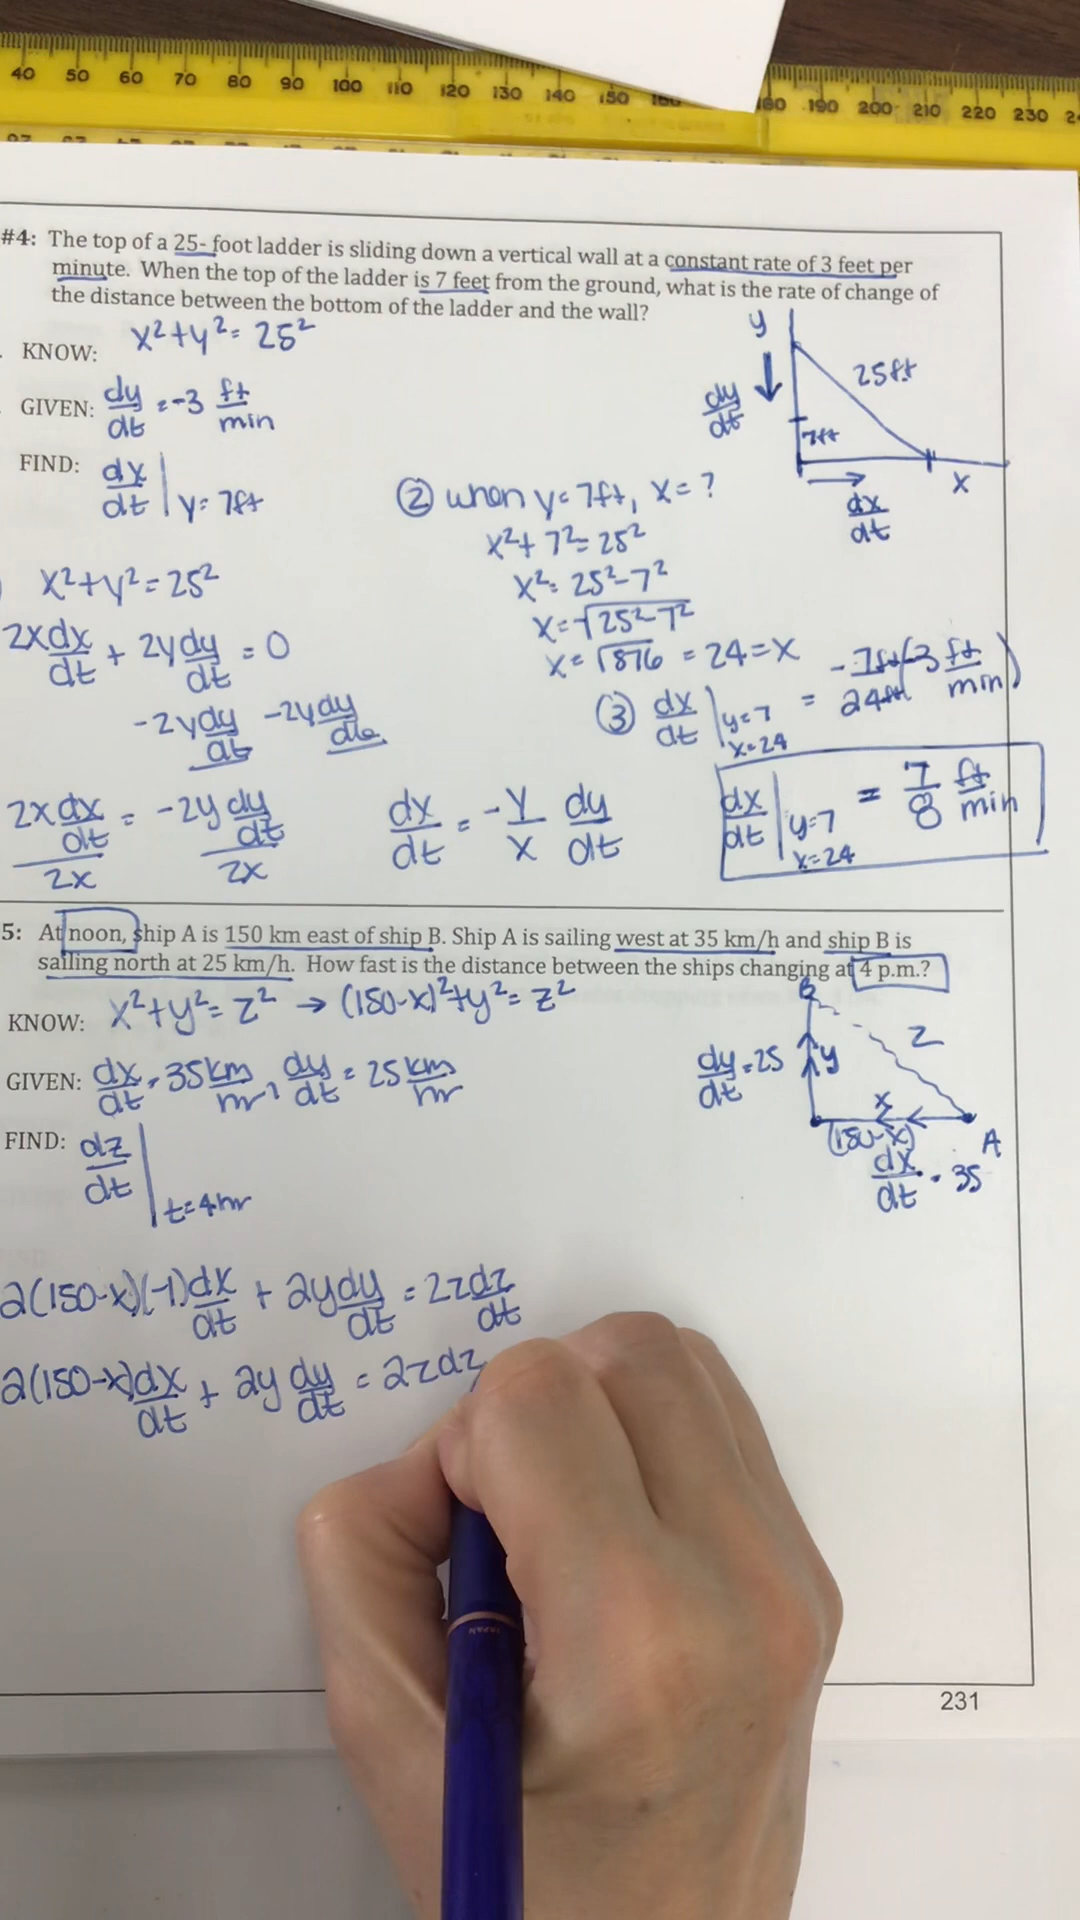 40 50 60 70 80 90 100 110 120 130 140 150 160 180 190 200 210 220 230
#4: The top of a 25- foot ladder is sliding down a vertical wall at a constant rate of 3 feet per
minute. When the top of the ladder is 7 feet from the ground, what is the rate of change of
the distance between the bottom of the ladder and the wall?
KNOW: x²+y²= 25²
GIVEN: dy/dt = -3 ft/min
FIND: dx/dt | y= 7ft
y
25ft
dy/dt
7ft
x
dx/dt
x²+y²=25²
2x dx/dt + 2y dy/dt = 0
-2y dy/dt -2y dy/dt
2x dx/dt = -2y dy/dt
2x 2x
dx/dt = -y/x dy/dt
② when y=7ft, x=?
x²+ 7²= 25²
x²= 25²-7²
x=√25²-7²
x=√576 = 24=x
③ dx/dt | y=7 x=24 = -7ft/24ft (-3 ft/min)
dx/dt | y=7 x=24 = 7/8 ft/min
5: At noon, ship A is 150 km east of ship B. Ship A is sailing west at 35 km/h and ship B is
sailing north at 25 km/h. How fast is the distance between the ships changing at 4 p.m.?
KNOW: x²+y²= z² → (150-x)²+y²= z²
GIVEN: dx/dt = 35 km/hr, dy/dt = 25 km/hr
FIND: dz/dt | t=4hr
B
z
dy/dt = 25
y
x
(150-x)
A
dx/dt = 35
2(150-x)(-1)dx/dt + 2y dy/dt = 2z dz/dt
2(150-x)dx/dt + 2y dy/dt = 2z dz
231
JAPAN